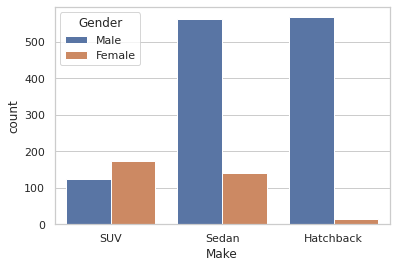 Gender
Male
Female
500
400
300
200
100
0
count
SUV Sedan Hatchback
Make